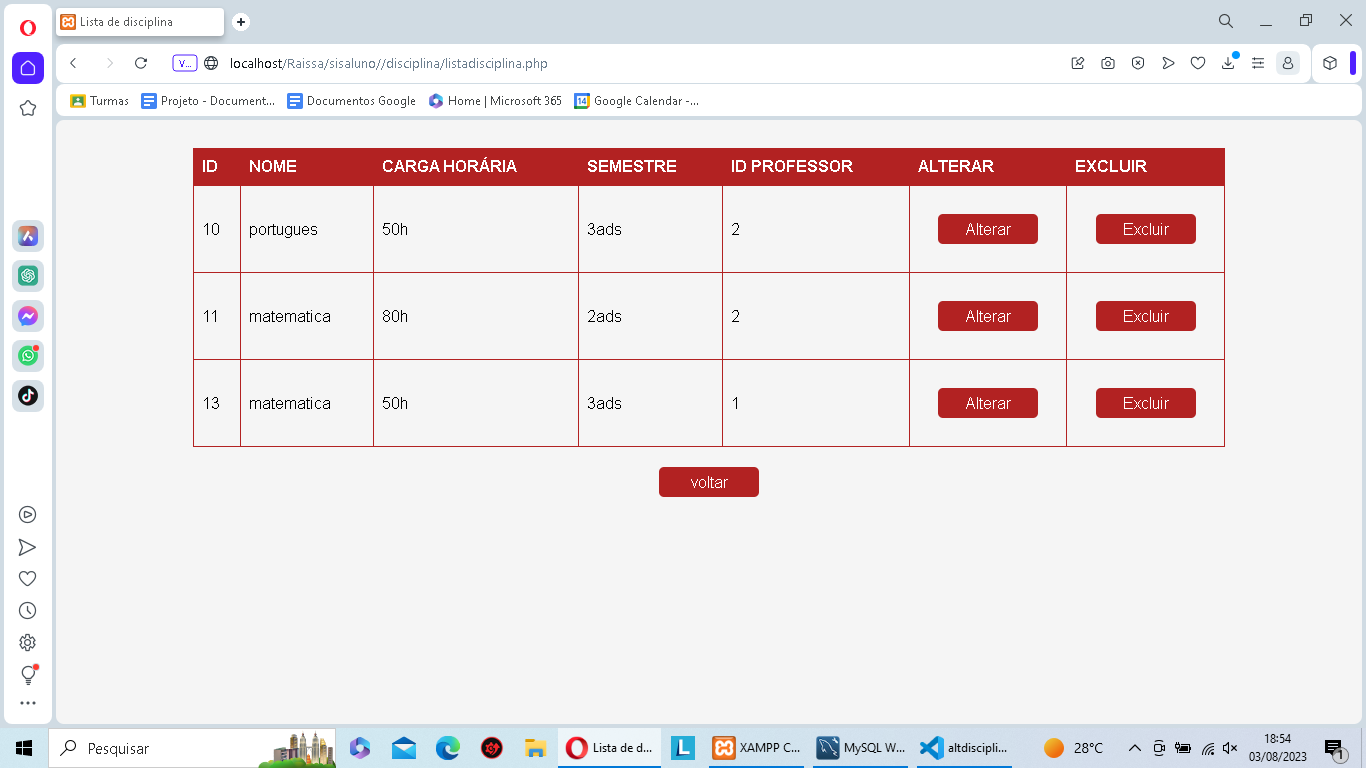 Lista de disciplina
V...
localhost/Raissa/sisaluno//disciplina/listadisciplina.php
Turmas
Projeto - Document...
Documentos Google
Home | Microsoft 365
14
Google Calendar -...
ID NOME CARGA HORÁRIA SEMESTRE ID PROFESSOR ALTERAR EXCLUIR
10 portugues 50h 3ads 2 Alterar Excluir
11 matematica 80h 2ads 2 Alterar Excluir
13 matematica 50h 3ads 1 Alterar Excluir
voltar
Pesquisar
Lista de d...
L
XAMPP C...
MySQL W...
altdiscipli...
28°C
18:54
03/08/2023
1